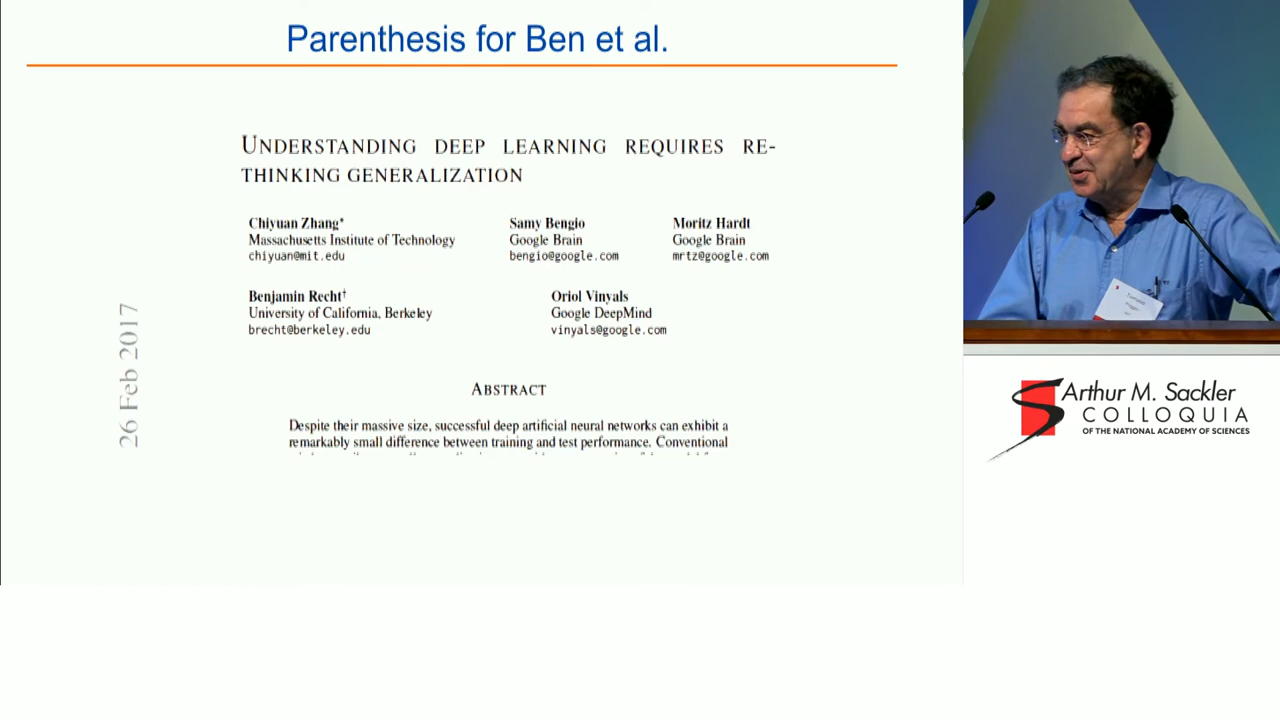 Parenthesis for Ben et al.
UNDERSTANDING DEEP LEARNING REQUIRES RE-
THINKING GENERALIZATION
Chiyuan Zhang*
Massachusetts Institute of Technology
chiyuan@mit.edu
Samy Bengio
Google Brain
bengio@google.com
Moritz Hardt
Google Brain
mrtz@google.com
Benjamin Recht†
University of California, Berkeley
brecht@berkeley.edu
Oriol Vinyals
Google DeepMind
vinyals@google.com
26 Feb 2017
ABSTRACT
Despite their massive size, successful deep artificial neural networks can exhibit a
remarkably small difference between training and test performance. Conventional
Arthur M. Sackler
COLLOQUIA
OF THE NATIONAL ACADEMY OF SCIENCES